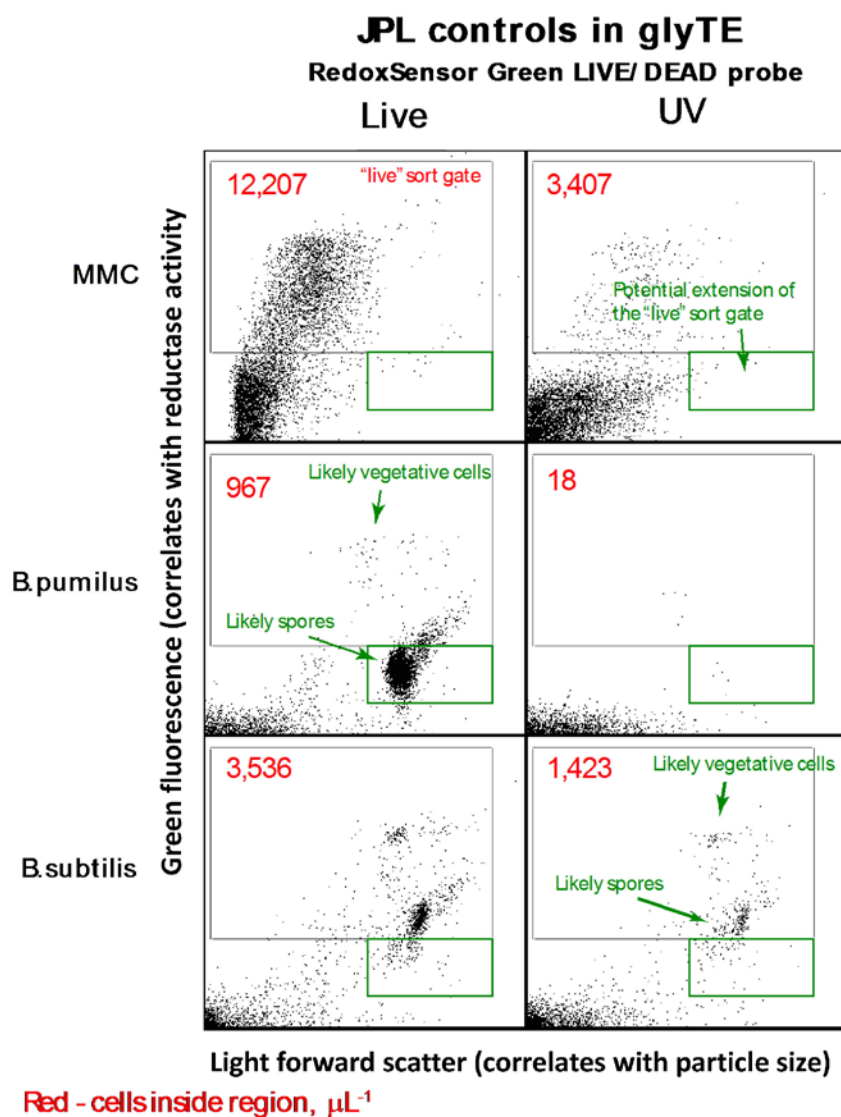 JPL controls in glyTE
RedoxSensor Green LIVE/ DEAD probe
Live
UV
Green fluorescence (correlates with reductase activity)
MMC
12,207
"live" sort gate
3,407
Potential extension of
the "live" sort gate
B.pumilus
967
Likely vegetative cells
Likely spores
18
B.subtilis
3,536
1,423
Likely vegetative cells
Likely spores
Light forward scatter (correlates with particle size)
Red - cells inside region, μL⁻¹